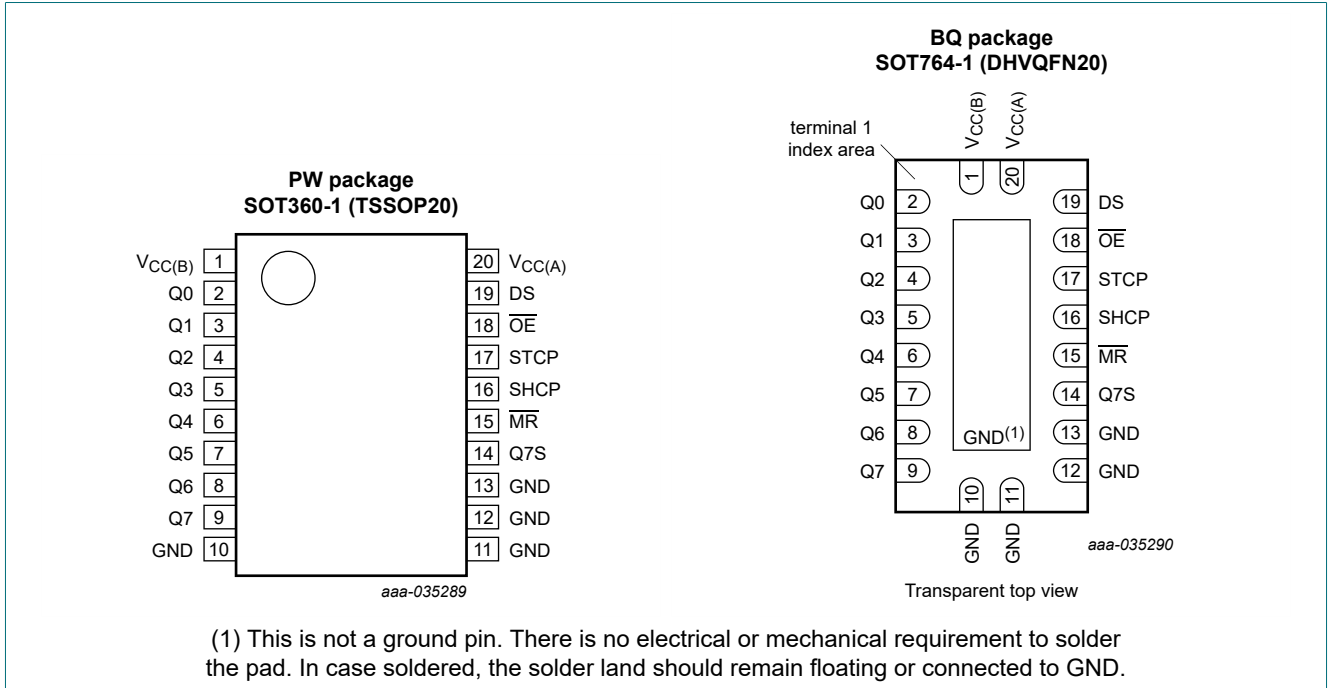 PW package
SOT360-1 (TSSOP20)
VCC(B) 1
Q0 2
Q1 3
Q2 4
Q3 5
Q4 6
Q5 7
Q6 8
Q7 9
GND 10
20 VCC(A)
19 DS
18 OE
17 STCP
16 SHCP
15 MR
14 Q7S
13 GND
12 GND
11 GND
aaa-035289
BQ package
SOT764-1 (DHVQFN20)
terminal 1
index area
VCC(B)
VCC(A)
1
20
Q0 2
Q1 3
Q2 4
Q3 5
Q4 6
Q5 7
Q6 8
Q7 9
19 DS
18 OE
17 STCP
16 SHCP
15 MR
14 Q7S
13 GND
12 GND
GND(1)
10
11
GND
GND
aaa-035290
Transparent top view
(1) This is not a ground pin. There is no electrical or mechanical requirement to solder
the pad. In case soldered, the solder land should remain floating or connected to GND.